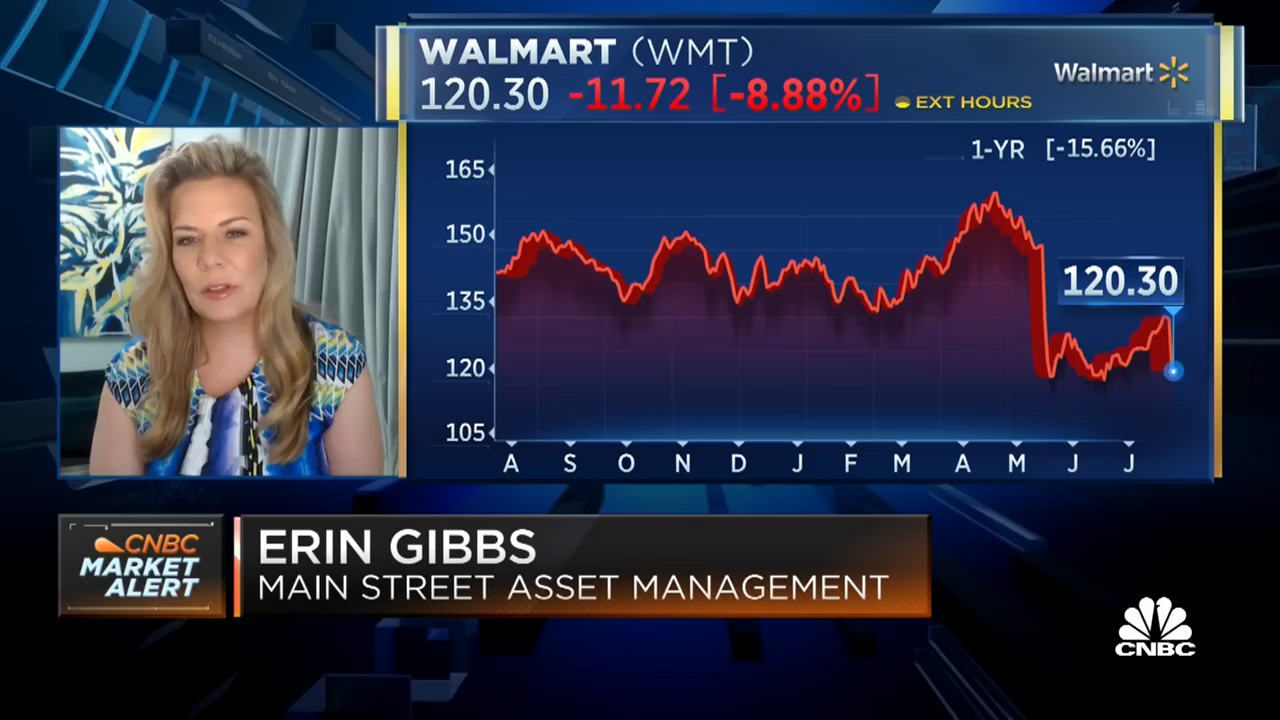 WALMART (WMT)
120.30 -11.72 [-8.88%] EXT HOURS
Walmart
1-YR [-15.66%]
165
150
135
120
105
120.30
A S O N D J F M A M J J
CNBC
MARKET
ALERT
ERIN GIBBS
MAIN STREET ASSET MANAGEMENT
CNBC